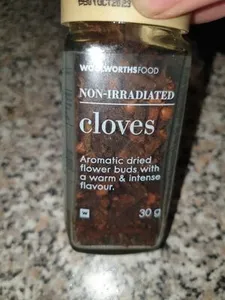 WOOLWORTHSFOOD
NON-IRRADIATED
cloves
Aromatic dried
flower buds with
a warm & intense
flavour.
W 30 g